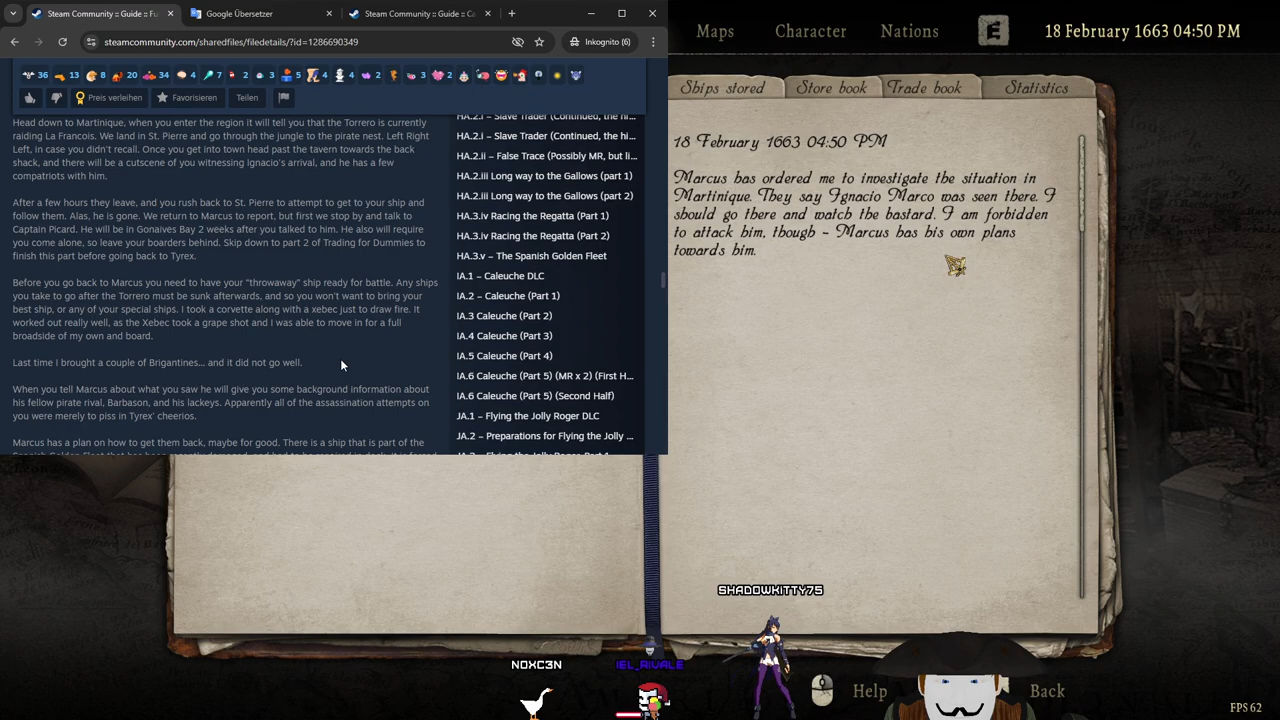 Steam Community :: Guide :: Fu
Google Übersetzer
Steam Community :: Guide :: Ca
steamcommunity.com/sharedfiles/filedetails/?id=1286690349
Inkognito (6)
36 13 8 20 34 4 7 2 3 5 4 4 2 3 2
Preis verleihen
Favorisieren
Teilen
Head down to Martinique, when you enter the region it will tell you that the Torrero is currently
raiding La Francois. We land in St. Pierre and go through the jungle to the pirate nest. Left Right
Left, in case you didn't recall. Once you get into town head past the tavern towards the back
shack, and there will be a cutscene of you witnessing Ignacio's arrival, and he has a few
compatriots with him.
After a few hours they leave, and you rush back to St. Pierre to attempt to get to your ship and
follow them. Alas, he is gone. We return to Marcus to report, but first we stop by and talk to
Captain Picard. He will be in Gonaives Bay 2 weeks after you talked to him. He also will require
you come alone, so leave your boarders behind. Skip down to part 2 of Trading for Dummies to
finish this part before going back to Tyrex.
Before you go back to Marcus you need to have your "throwaway" ship ready for battle. Any ships
you take to go after the Torrero must be sunk afterwards, and so you won't want to bring your
best ship, or any of your special ships. I took a corvette along with a xebec just to draw fire. It
worked out really well, as the Xebec took a grape shot and I was able to move in for a full
broadside of my own and board.
Last time I brought a couple of Brigantines... and it did not go well.
When you tell Marcus about what you saw he will give you some background information about
his fellow pirate rival, Barbason, and his lackeys. Apparently all of the assassination attempts on
you were merely to piss in Tyrex' cheerios.
Marcus has a plan on how to get them back, maybe for good. There is a ship that is part of the
HA.2.i – Slave Trader (Continued, the hi...
HA.2.i – Slave Trader (Continued, the hi...
HA.2.ii – False Trace (Possibly MR, but li...
HA.2.iii Long way to the Gallows (part 1)
HA.2.iii Long way to the Gallows (part 2)
HA.3.iv Racing the Regatta (Part 1)
HA.3.iv Racing the Regatta (Part 2)
HA.3.v – The Spanish Golden Fleet
IA.1 – Caleuche DLC
IA.2 – Caleuche (Part 1)
IA.3 Caleuche (Part 2)
IA.4 Caleuche (Part 3)
IA.5 Caleuche (Part 4)
IA.6 Caleuche (Part 5) (MR x 2) (First H...
IA.6 Caleuche (Part 5) (Second Half)
JA.1 – Flying the Jolly Roger DLC
JA.2 – Preparations for Flying the Jolly ...
Maps
Character
Nations
E
18 February 1663 04:50 PM
Ships stored
Store book
Trade book
Statistics
18 February 1663 04:50 PM
Marcus has ordered me to investigate the situation in
Martinique. They say Ignacio Marco was seen there. I
should go there and watch the bastard. I am forbidden
to attack him, though - Marcus has his own plans
towards him.
SHADOWKITTY75
NOXC3N
IEL_RIVALE
Help
Back
FPS 62